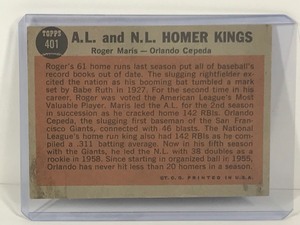 TOPPS
401
A.L. and N.L. HOMER KINGS
Roger Maris — Orlando Cepeda
Roger's 61 home runs last season put all of baseball's
record books out of date. The slugging rightfielder ex-
cited the nation as his booming bat tumbled a mark
set by Babe Ruth in 1927. For the second time in his
career, Roger was voted the American League's Most
Valuable Player. Maris led the A.L. for the 2nd season
in succession as he cracked home 142 RBIs. Orlando
Cepeda, the slugging first baseman of the San Fran-
cisco Giants, connected with 46 blasts. The National
League's home run king also had 142 RBIs as he com-
piled a .311 batting average. Now in his fifth season
with the Giants, he led the N.L. with 38 doubles as a
rookie in 1958. Since starting in organized ball in 1955,
Orlando has never hit less than 20 homers in a season.
©T.C.G. PRINTED IN U.S.A.